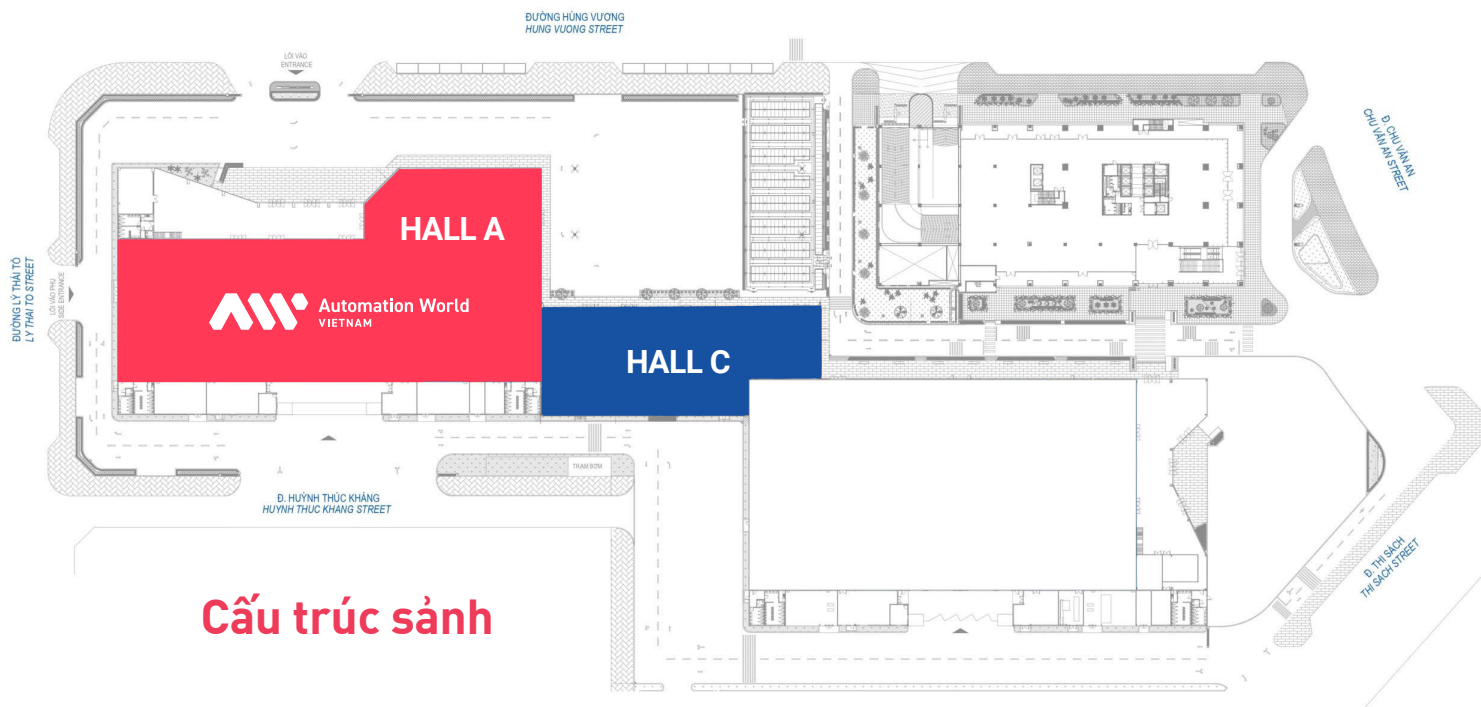 ĐƯỜNG HÙNG VƯƠNG
HUNG VUONG STREET
LỐI VÀO
ENTRANCE
Đ. CHU VĂN AN
CHU VAN AN STREET
HALL A
Automation World
VIETNAM
ĐƯỜNG LÝ THÁI TỔ
LY THAI TO STREET
LỐI VÀO PHỤ
SIDE ENTRANCE
HALL C
TRẠM BƠM
Đ. HUỲNH THÚC KHÁNG
HUYNH THUC KHANG STREET
Đ. THI SÁCH
THI SACH STREET
Cấu trúc sảnh